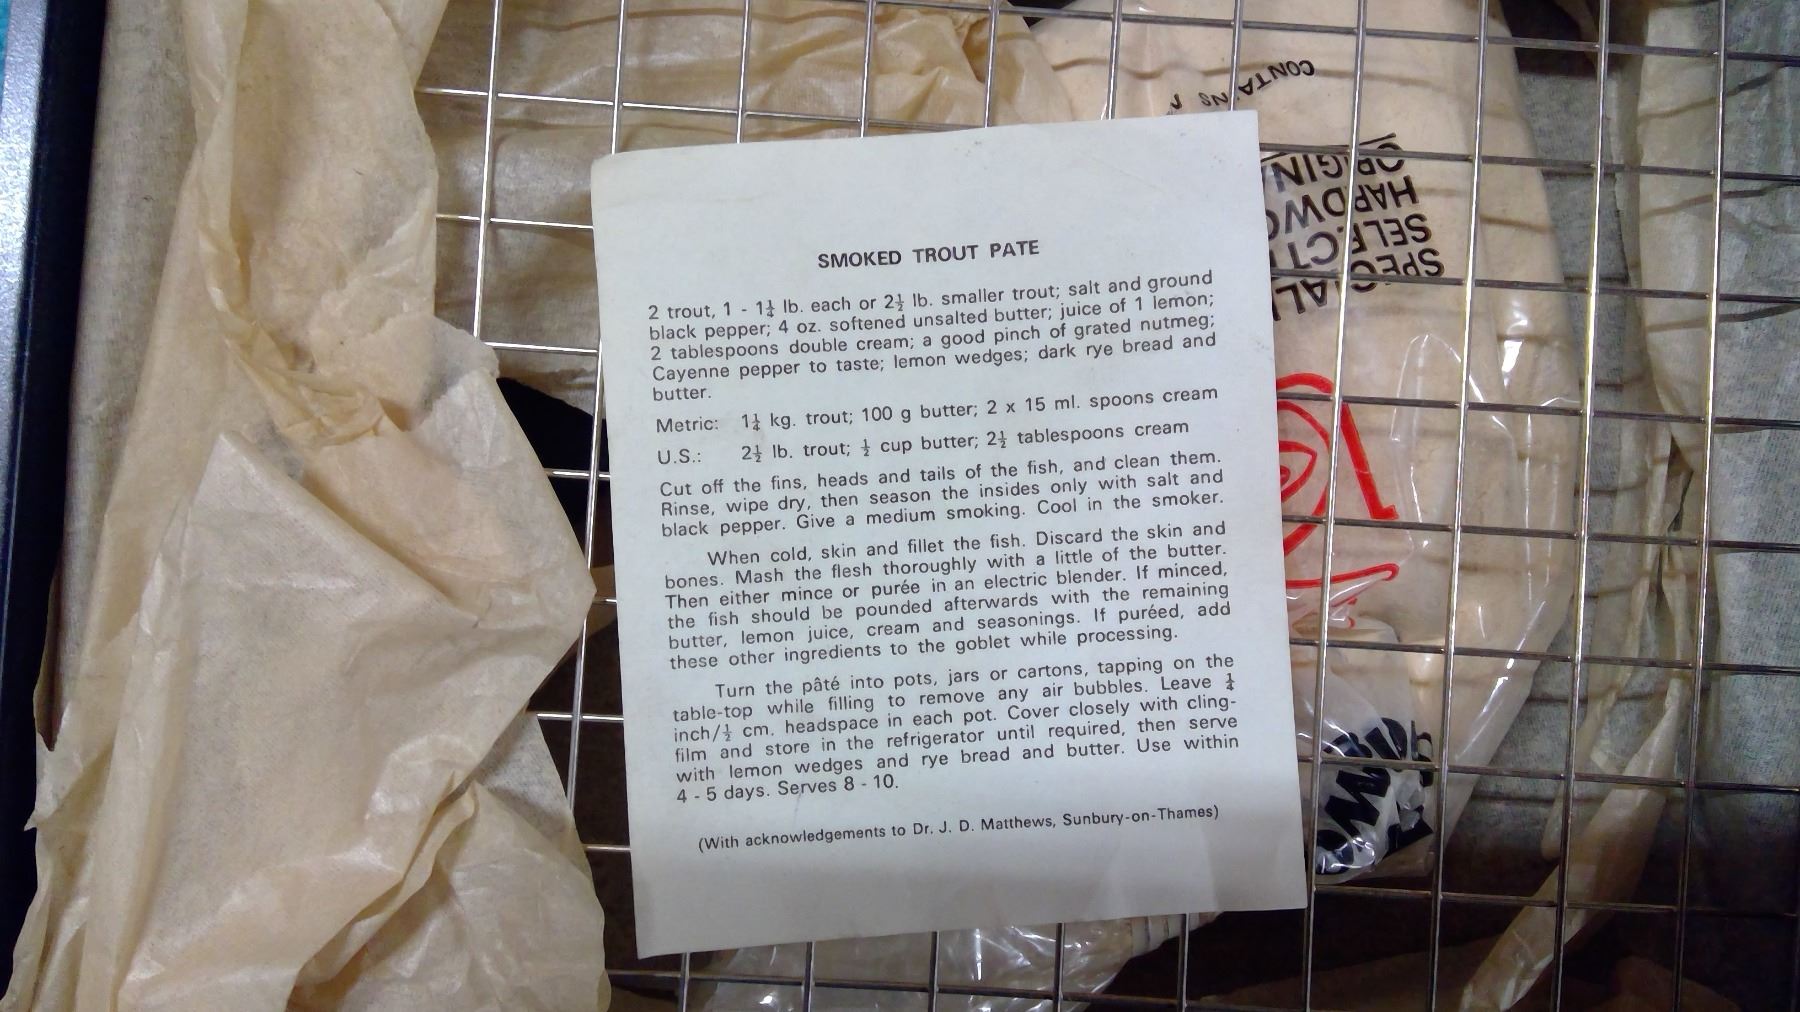 SMOKED TROUT PATE
2 trout, 1 - 1¼ lb. each or 2½ lb. smaller trout; salt and ground
black pepper; 4 oz. softened unsalted butter; juice of 1 lemon;
2 tablespoons double cream; a good pinch of grated nutmeg;
Cayenne pepper to taste; lemon wedges; dark rye bread and
butter.
Metric: 1¼ kg. trout; 100 g butter; 2 x 15 ml. spoons cream
U.S.: 2½ lb. trout; ½ cup butter; 2½ tablespoons cream
Cut off the fins, heads and tails of the fish, and clean them.
Rinse, wipe dry, then season the insides only with salt and
black pepper. Give a medium smoking. Cool in the smoker.
When cold, skin and fillet the fish. Discard the skin and
bones. Mash the flesh thoroughly with a little of the butter.
Then either mince or purée in an electric blender. If minced,
the fish should be pounded afterwards with the remaining
butter, lemon juice, cream and seasonings. If puréed, add
these other ingredients to the goblet while processing.
Turn the pâté into pots, jars or cartons, tapping on the
table-top while filling to remove any air bubbles. Leave ¼
inch/½ cm. headspace in each pot. Cover closely with cling-
film and store in the refrigerator until required, then serve
with lemon wedges and rye bread and butter. Use within
4 - 5 days. Serves 8 - 10.
(With acknowledgements to Dr. J. D. Matthews, Sunbury-on-Thames)
SELECT
CONTAINS